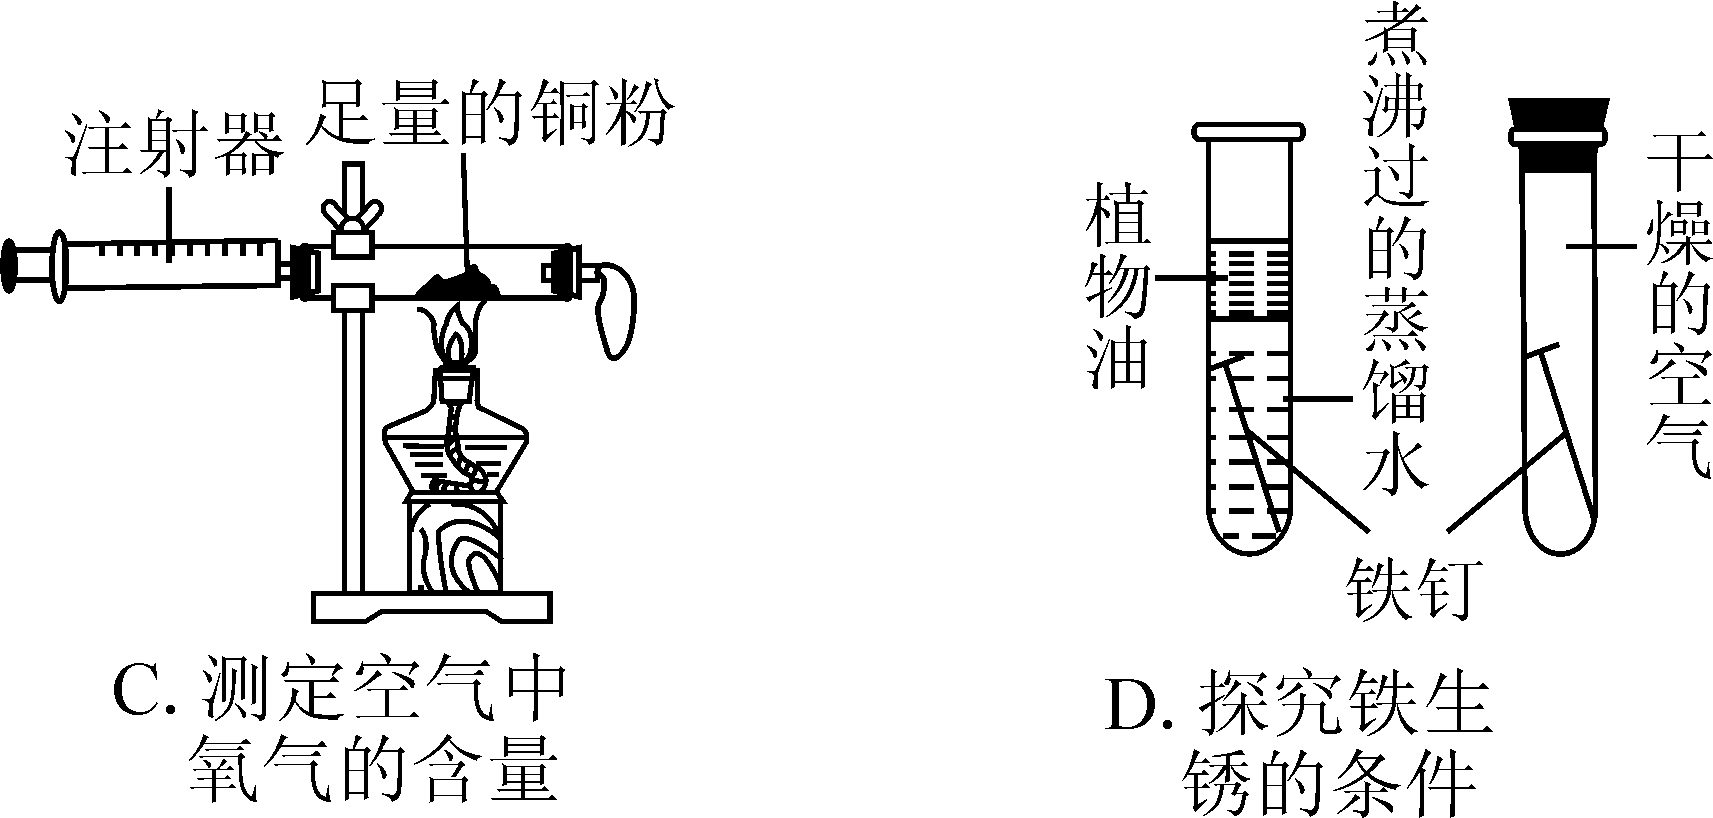 注射器
足量的铜粉
C. 测定空气中
氧气的含量
植物油
煮沸过的蒸馏水
干燥的空气
铁钉
D. 探究铁生
锈的条件